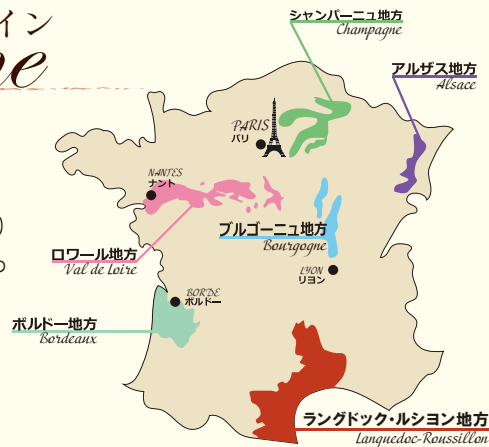 イン
シャンパーニュ地方
Champagne
アルザス地方
Alsace
PARIS
パリ
NANTES
ナント
ブルゴーニュ地方
Bourgogne
ロワール地方
Val de Loire
LYON
リヨン
BORDE
ボルドー
ボルドー地方
Bordeaux
ラングドック・ルシヨン地方
Languedoc-Roussillon